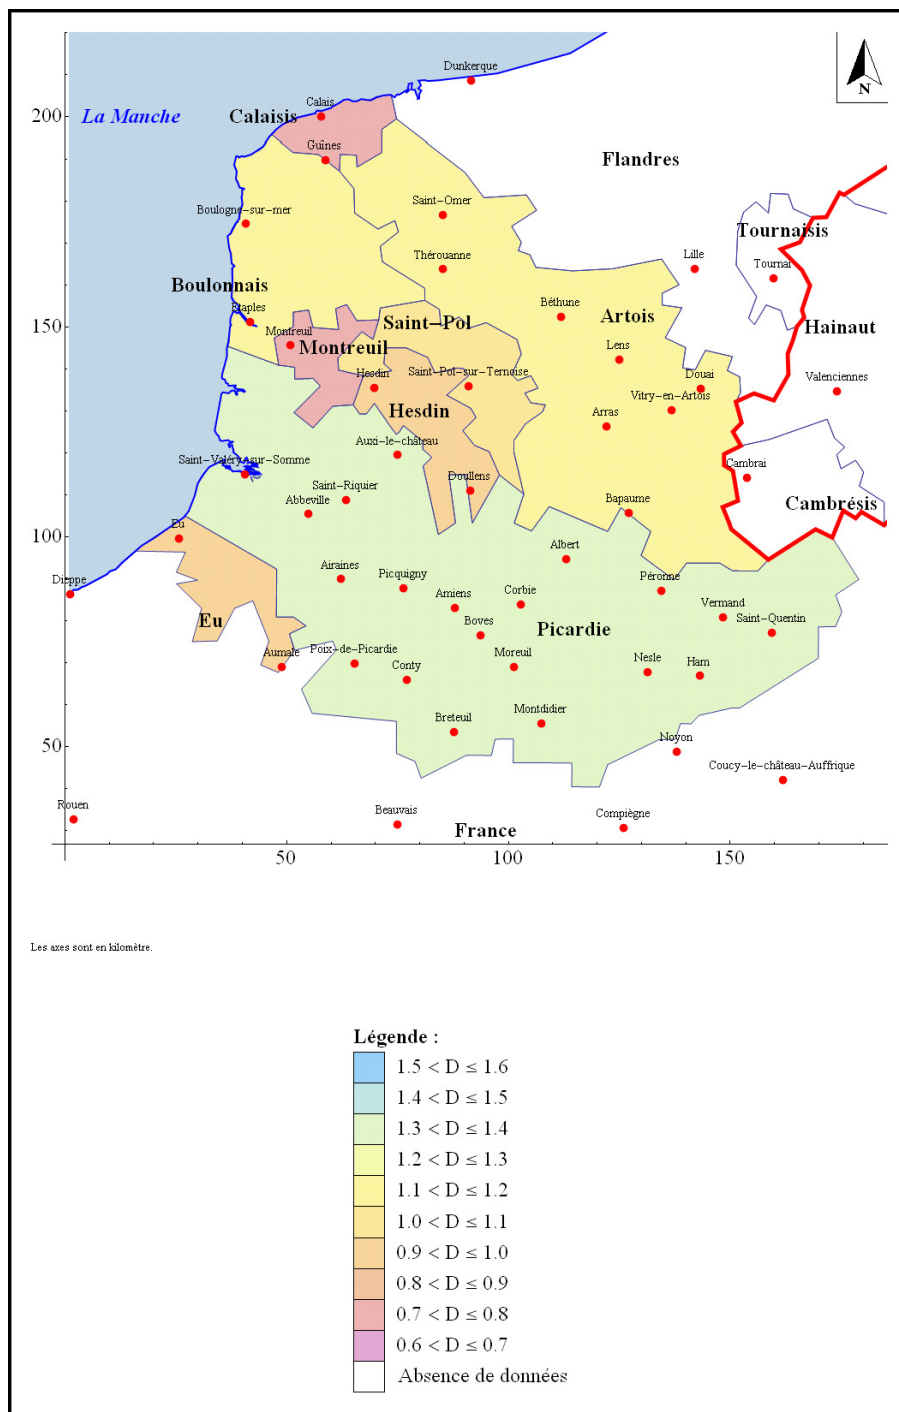 Dunkerque
N
Calais
200
La Manche
Calaisis
Guînes
Flandres
Saint-Omer
Boulogne-sur-mer
Tournaisis
Thérouanne
Lille
Tournai
Boulonnais
Béthune
Etaples
Saint-Pol
Artois
150
Hainaut
Montreuil
Montreuil
Lens
Hesdin
Saint-Pol-sur-Ternoise
Douai
Valenciennes
Vitry-en-Artois
Hesdin
Arras
Auxi-le-château
Saint-Valéry-sur-Somme
Cambrai
Doullens
Saint-Riquier
Abbeville
Bapaume
Cambrésis
Eu
100
Albert
Airaines
Picquigny
Péronne
Dieppe
Amiens
Corbie
Vermand
Eu
Boves
Picardie
Saint-Quentin
Aumale
Poix-de-Picardie
Moreuil
Nesle
Ham
Conty
Breteuil
Montdidier
50
Noyon
Coucy-le-château-Auffrique
Rouen
Beauvais
Compiègne
France
50
100
150
Les axes sont en kilomètre.
Légende :
1.5 < D ≤ 1.6
1.4 < D ≤ 1.5
1.3 < D ≤ 1.4
1.2 < D ≤ 1.3
1.1 < D ≤ 1.2
1.0 < D ≤ 1.1
0.9 < D ≤ 1.0
0.8 < D ≤ 0.9
0.7 < D ≤ 0.8
0.6 < D ≤ 0.7
Absence de données